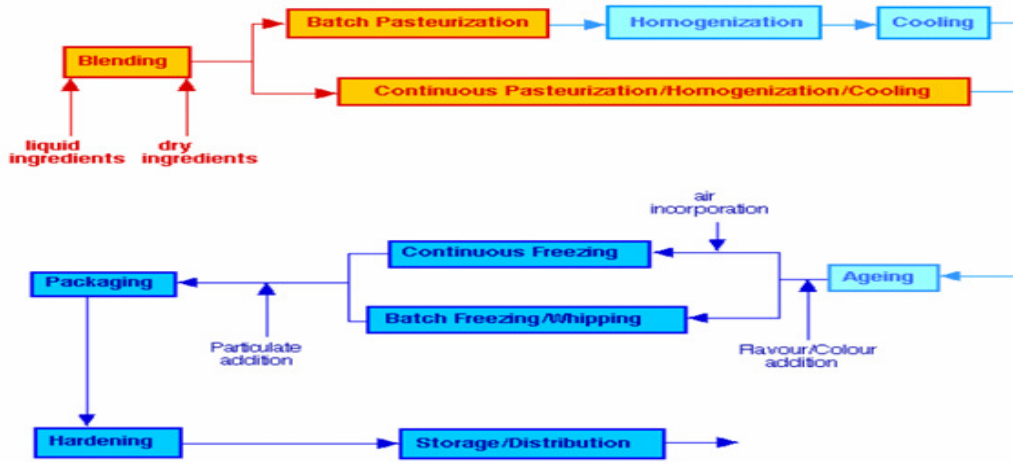 Batch Pasteurization
Homogenization
Cooling
Blending
Continuous Pasteurization/Homogenization/Cooling
liquid
ingredients
dry
ingredients
air
incorporation
Continuous Freezing
Ageing
Packaging
Batch Freezing/Whipping
Particulate
addition
Flavour/Colour
addition
Hardening
Storage/Distribution